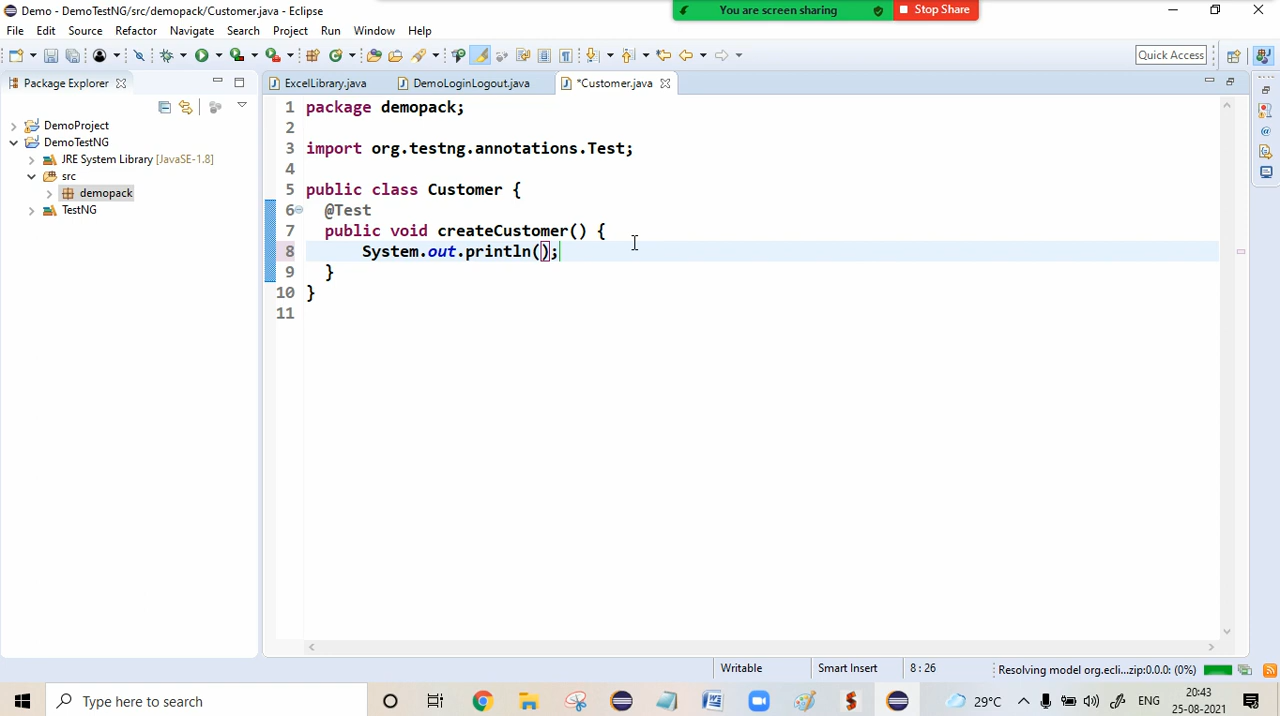 Demo - DemoTestNG/src/demopack/Customer.java - Eclipse
You are screen sharing
Stop Share
File Edit Source Refactor Navigate Search Project Run Window Help
Quick Access
Package Explorer
ExcelLibrary.java
DemoLoginLogout.java
*Customer.java
DemoProject
DemoTestNG
JRE System Library [JavaSE-1.8]
src
demopack
TestNG
1 package demopack;
2
3 import org.testng.annotations.Test;
4
5 public class Customer {
6 @Test
7 public void createCustomer() {
8 System.out.println();
9 }
10 }
11
Writable
Smart Insert
8 : 26
Resolving model org.ecli...zip:0.0.0: (0%)
Type here to search
29°C
ENG
20:43
25-08-2021